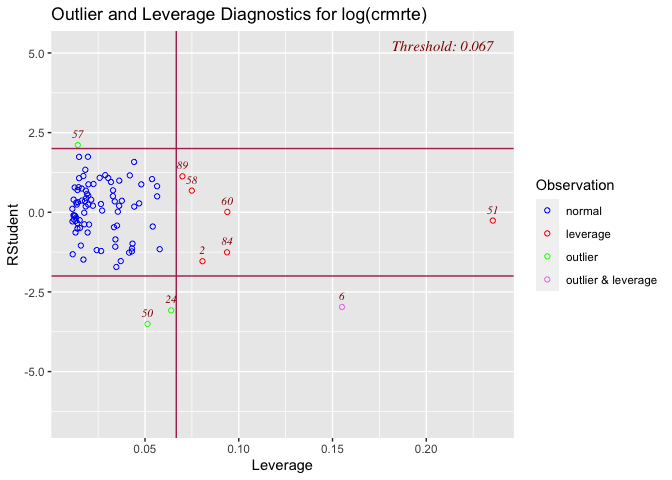 Outlier and Leverage Diagnostics for log(crmrte)
Threshold: 0.067
5.0
2.5
0.0
-2.5
-5.0
RStudent
57
89
58
60
51
84
2
24
6
50
0.05
0.10
0.15
0.20
Leverage
Observation
normal
leverage
outlier
outlier & leverage